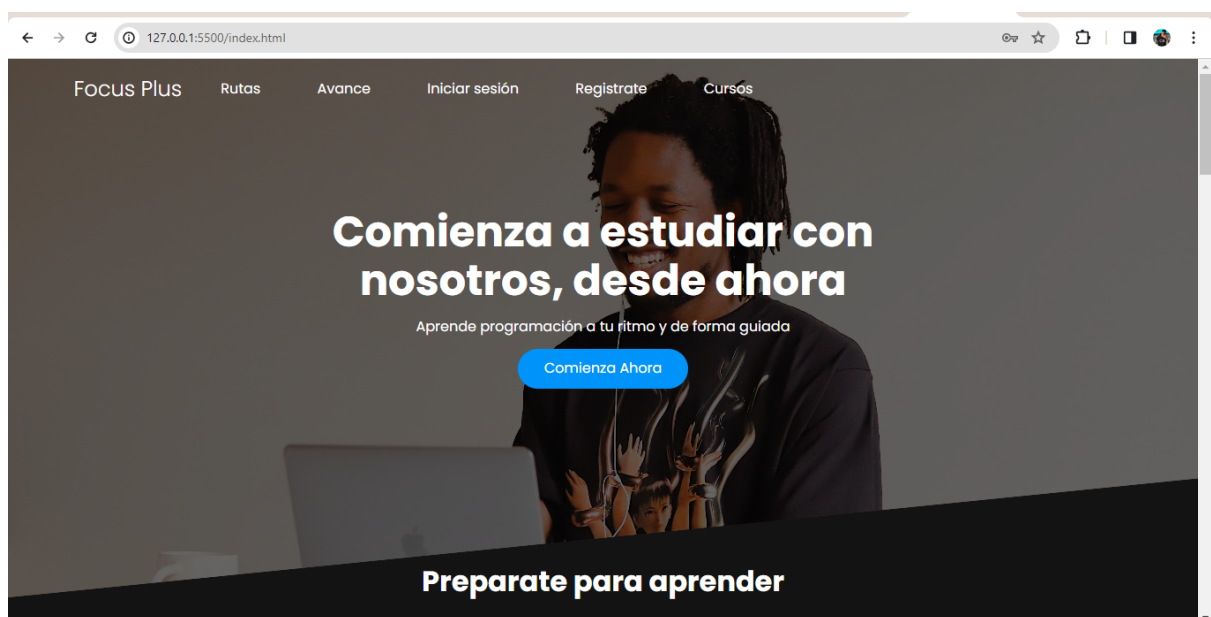 127.0.0.1:5500/index.html
Focus Plus Rutas Avance Iniciar sesión Registrate Cursos
Comienza a estudiar con
nosotros, desde ahora
Aprende programación a tu ritmo y de forma guiada
Comienza Ahora
Preparate para aprender